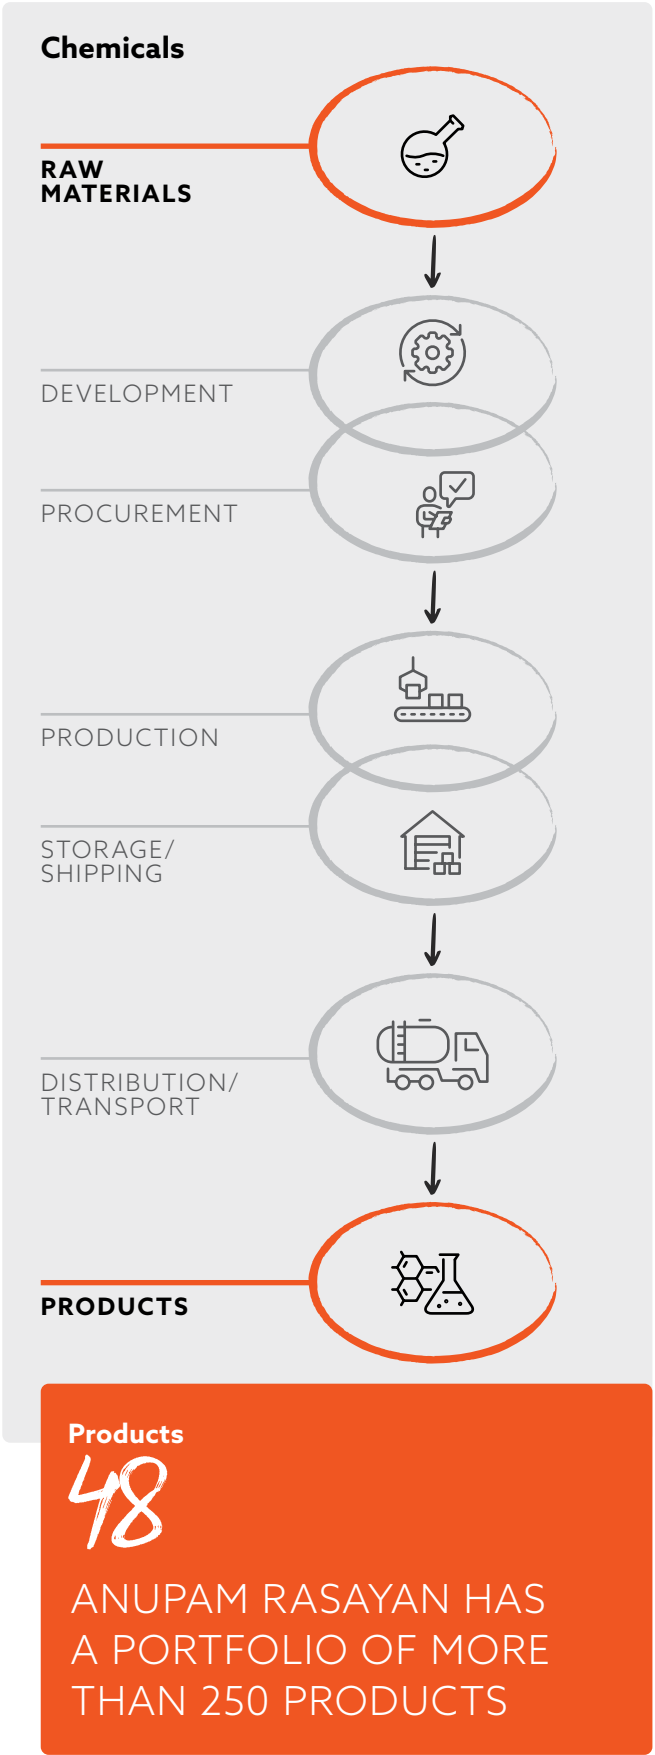 Chemicals
RAW
MATERIALS
DEVELOPMENT
PROCUREMENT
PRODUCTION
STORAGE/
SHIPPING
DISTRIBUTION/
TRANSPORT
PRODUCTS
Products
48
ANUPAM RASAYAN HAS
A PORTFOLIO OF MORE
THAN 250 PRODUCTS